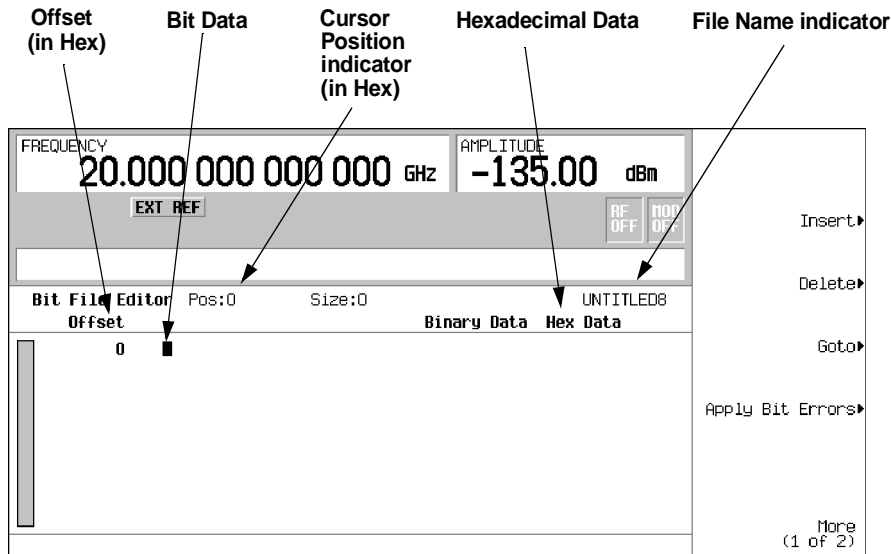 Offset
(in Hex)
Bit Data
Cursor
Position
indicator
(in Hex)
Hexadecimal Data
File Name indicator
FREQUENCY
20.000 000 000 000 GHz
AMPLITUDE
-135.00 dBm
EXT REF
RF
OFF
MOD
OFF
Insert
Delete
Goto
Apply Bit Errors
More
(1 of 2)
Bit File Editor Pos:0 Size:0 UNTITLED8
Offset Binary Data Hex Data
0